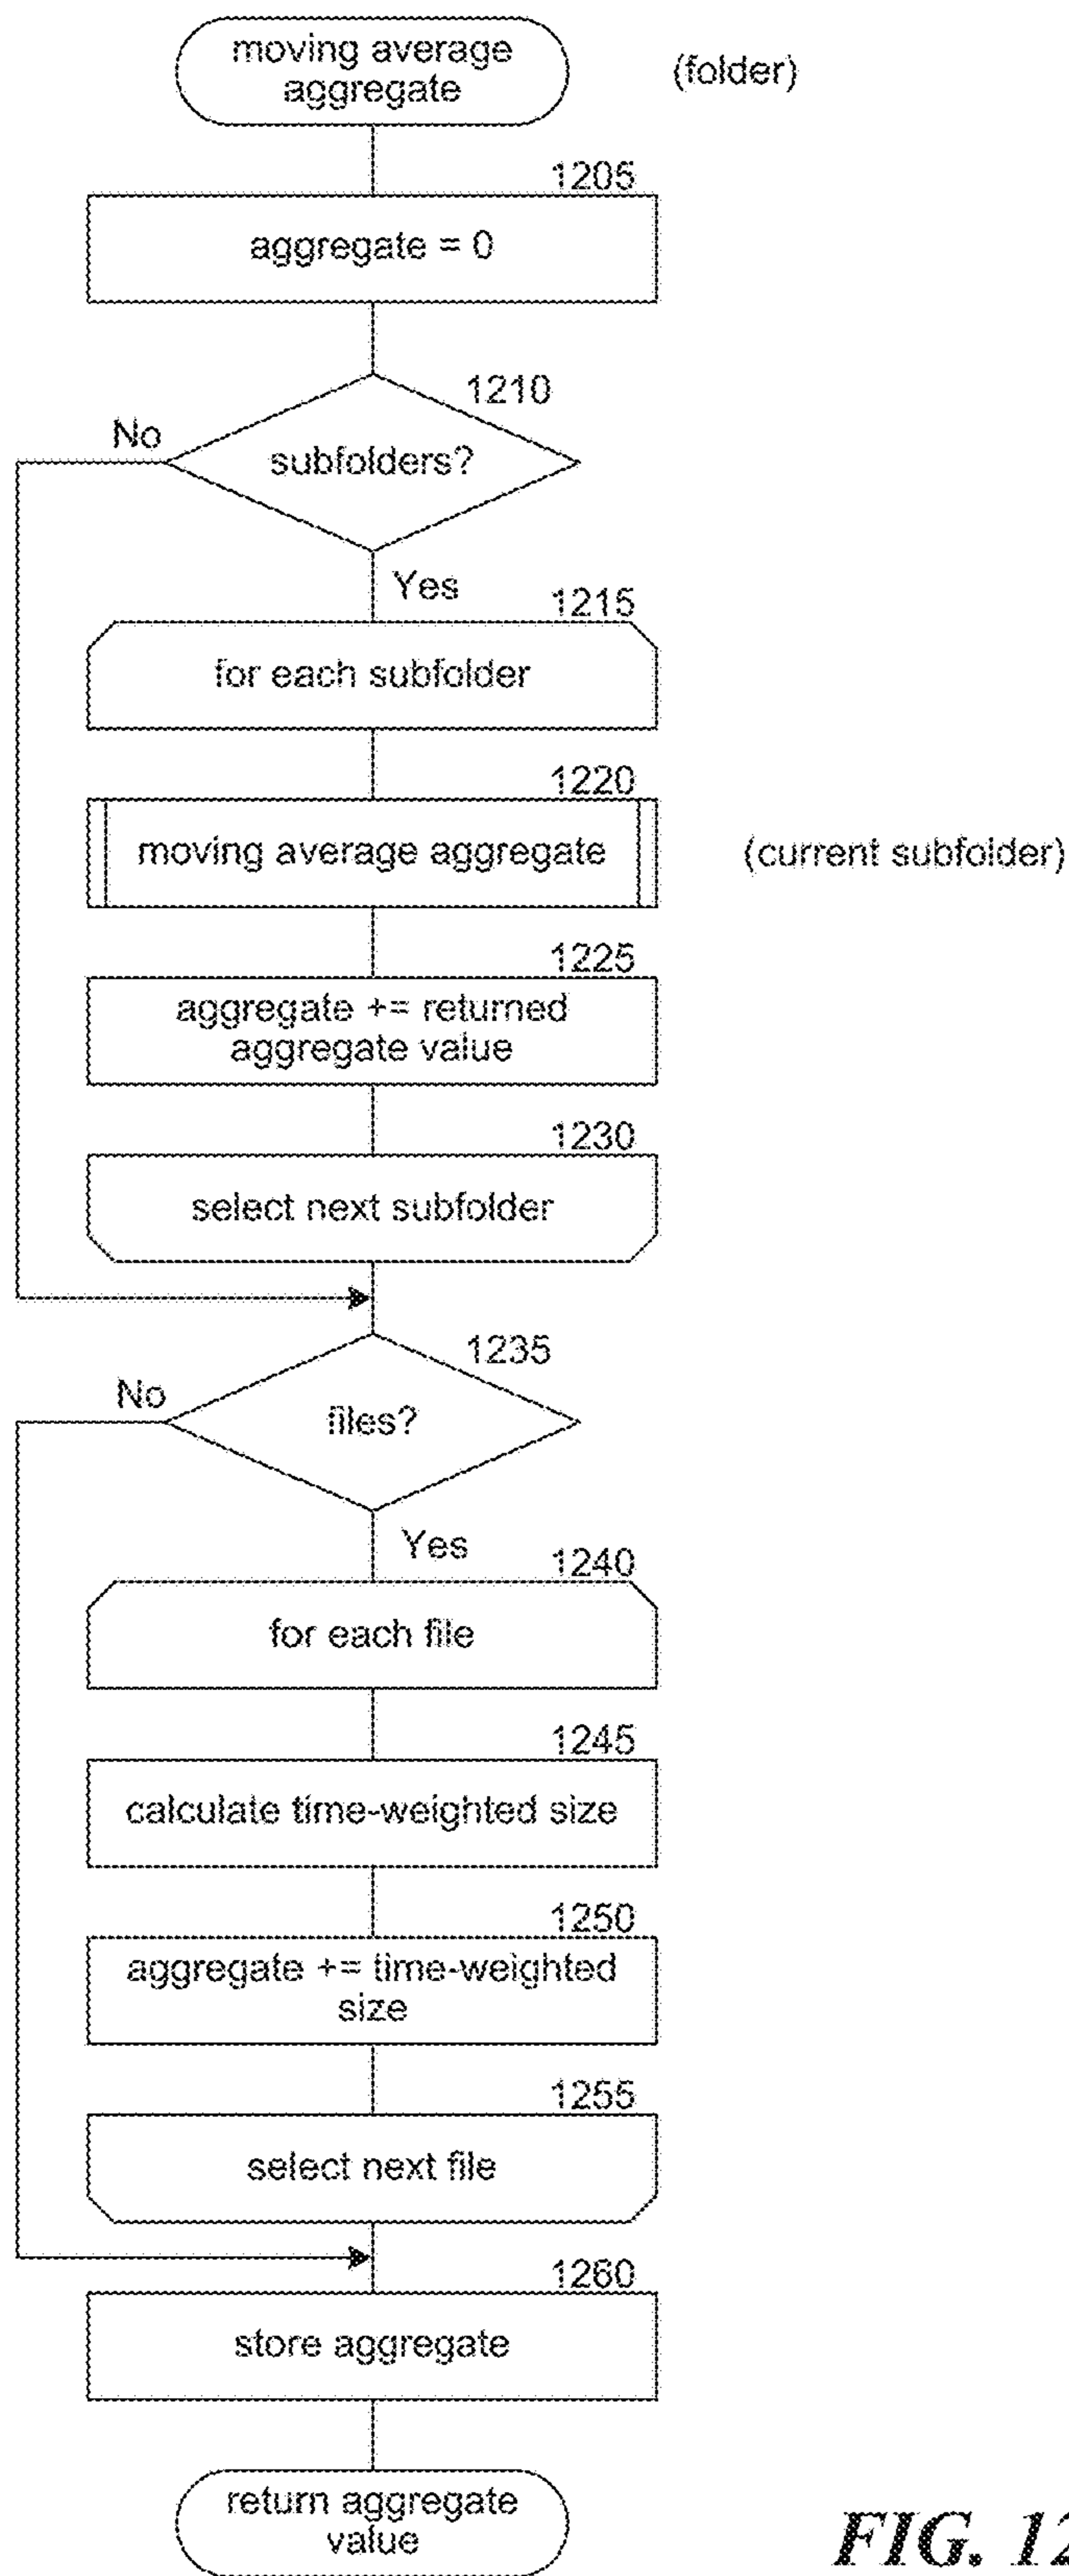 moving average
aggregate
(folder)
1205
aggregate = 0
1210
No
subfolders?
Yes
1215
for each subfolder
1220
moving average aggregate
(current subfolder)
1225
aggregate += returned
aggregate value
1230
select next subfolder
1235
No
files?
Yes
1240
for each file
1245
calculate time-weighted size
1250
aggregate += time-weighted
size
1255
select next file
1260
store aggregate
return aggregate
value
FIG. 12